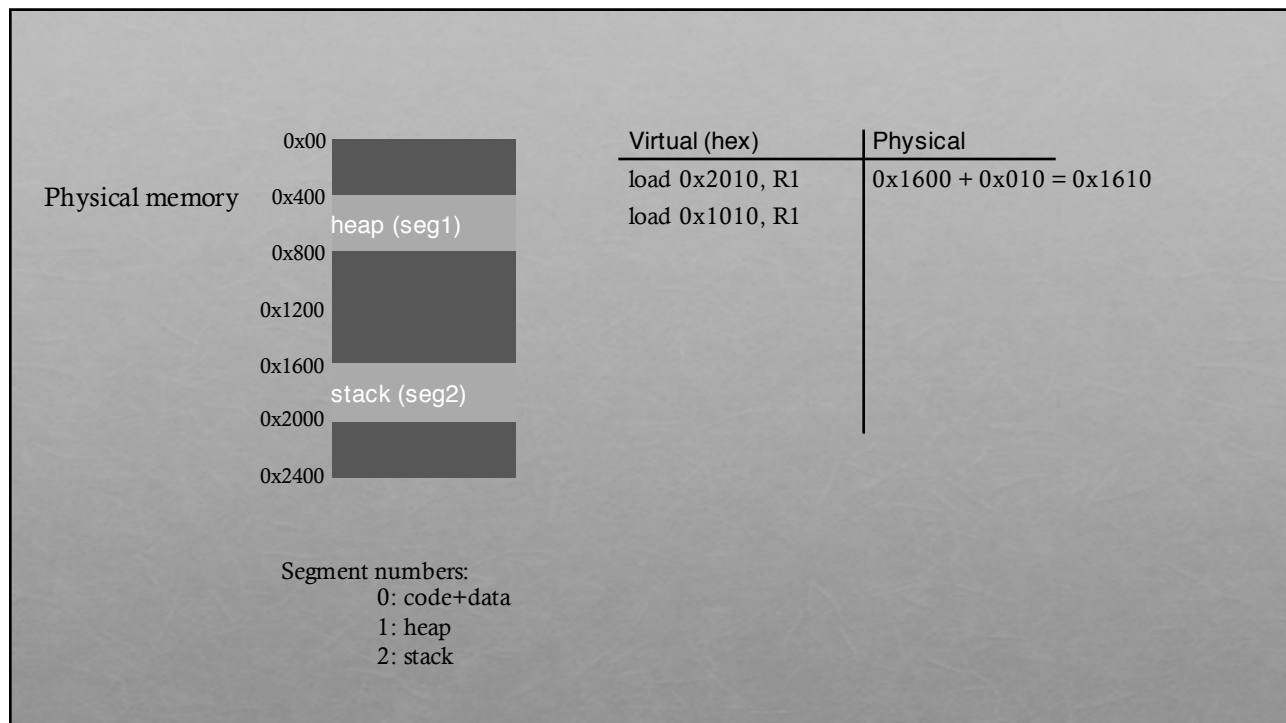 Physical memory
0x00
0x400
heap (seg1)
0x800
0x1200
0x1600
stack (seg2)
0x2000
0x2400
Virtual (hex) Physical
load 0x2010, R1 0x1600 + 0x010 = 0x1610
load 0x1010, R1
Segment numbers:
0: code+data
1: heap
2: stack